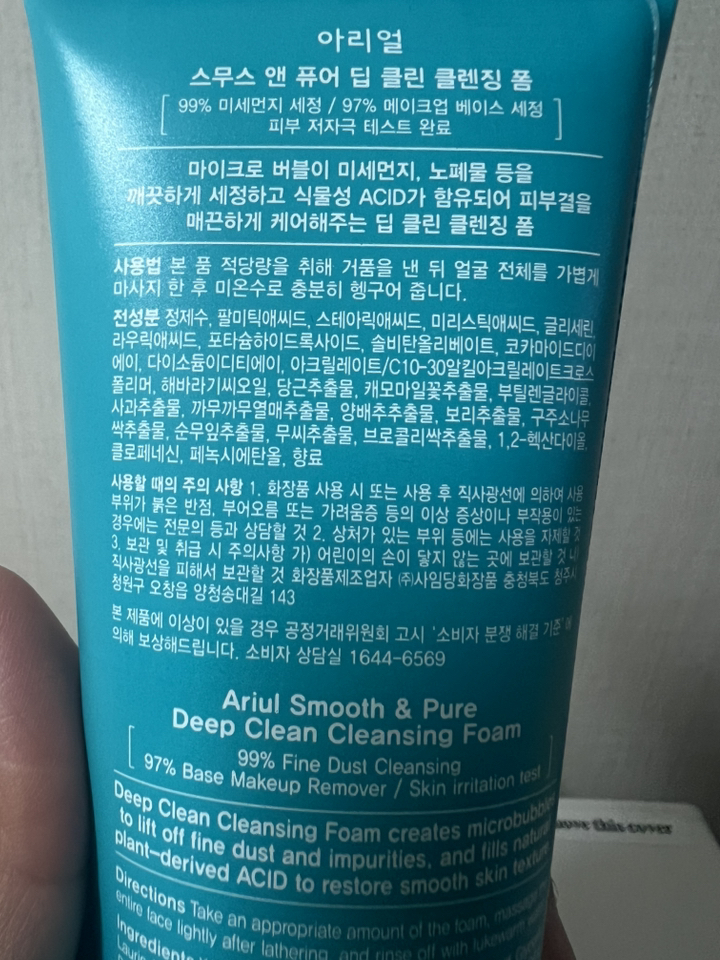 아리얼
스무스 앤 퓨어 딥 클린 클렌징 폼
99% 미세먼지 세정 / 97% 메이크업 베이스 세정
피부 저자극 테스트 완료
마이크로 버블이 미세먼지, 노폐물 등을
깨끗하게 세정하고 식물성 ACID가 함유되어 피부결을
매끈하게 케어해주는 딥 클린 클렌징 폼
사용법 본 품 적당량을 취해 거품을 낸 뒤 얼굴 전체를 가볍게
마사지 한 후 미온수로 충분히 헹구어 줍니다.
전성분 정제수, 팔미틱애씨드, 스테아릭애씨드, 미리스틱애씨드, 글리세린,
라우릭애씨드, 포타슘하이드록사이드, 솔비탄올리베이트, 코카마이드디이
에이, 다이소듐이디티에이, 아크릴레이트/C10-30알킬아크릴레이트크로스
폴리머, 해바라기씨오일, 당근추출물, 캐모마일꽃추출물, 부틸렌글라이콜,
사과추출물, 까무까무열매추출물, 양배추추출물, 보리추출물, 구주소나무
싹추출물, 순무잎추출물, 무씨추출물, 브로콜리싹추출물, 1,2-헥산다이올,
클로페네신, 페녹시에탄올, 향료
사용할 때의 주의 사항 1. 화장품 사용 시 또는 사용 후 직사광선에 의하여 사용
부위가 붉은 반점, 부어오름 또는 가려움증 등의 이상 증상이나 부작용이 있는
경우에는 전문의 등과 상담할 것 2. 상처가 있는 부위 등에는 사용을 자제할 것
3. 보관 및 취급 시 주의사항 가) 어린이의 손이 닿지 않는 곳에 보관할 것 나)
직사광선을 피해서 보관할 것 화장품제조업자 ㈜사임당화장품 충청북도 청주시
청원구 오창읍 양청송대길 143
본 제품에 이상이 있을 경우 공정거래위원회 고시 '소비자 분쟁 해결 기준'에
의해 보상해드립니다. 소비자 상담실 1644-6569
Ariul Smooth & Pure
Deep Clean Cleansing Foam
99% Fine Dust Cleansing
97% Base Makeup Remover / Skin irritation test
Deep Clean Cleansing Foam creates microbubbles
to lift off fine dust and impurities, and fills natural
plant-derived ACID to restore smooth skin texture
Directions Take an appropriate amount of the foam, massage
entire face lightly after lathering, and rinse off with lukewarm
Ingredients
this cover